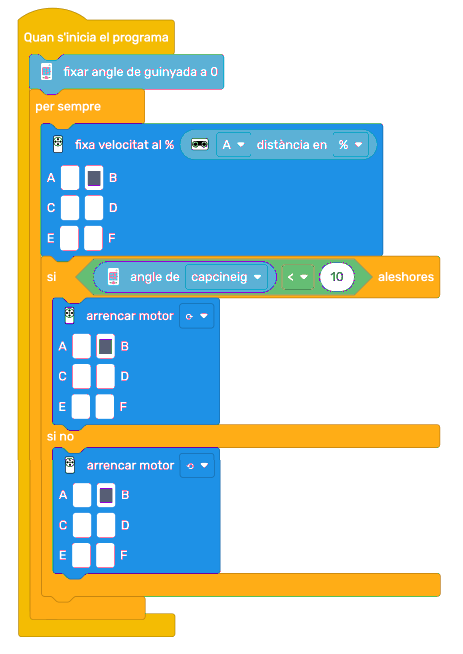 Quan s'inicia el programa
fixar angle de guinyada a 0
per sempre
fixa velocitat al % A distància en %
A B
C D
E F
si angle de capcineig < 10 aleshores
arrencar motor
A B
C D
E F
si no
arrencar motor
A B
C D
E F